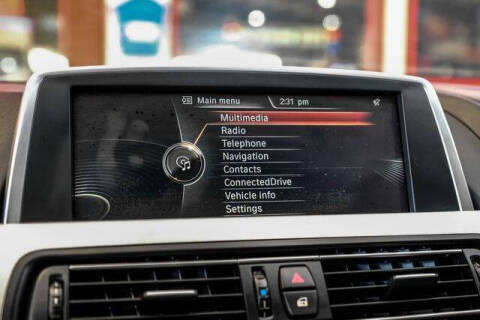 Main menu 2:31 pm
Multimedia
Radio
Telephone
Navigation
Contacts
ConnectedDrive
Vehicle Info
Settings